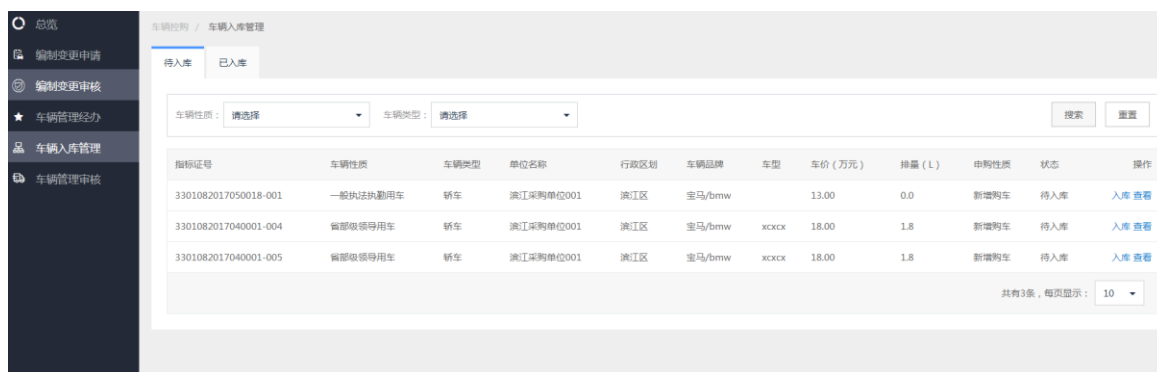 总览
编制变更申请
编制变更审核
车辆管理经办
车辆入库管理
车辆管理审核
车辆控购 / 车辆入库管理
待入库 已入库
车辆性质： 请选择 车辆类型： 请选择 搜索 重置
指标证号 车辆性质 车辆类型 单位名称 行政区划 车辆品牌 车型 车价（万元） 排量（L） 申购性质 状态 操作
3301082017050018-001 一般执法执勤用车 轿车 滨江采购单位001 滨江区 宝马/bmw 13.00 0.0 新增购车 待入库 入库 查看
3301082017040001-004 省部级领导用车 轿车 滨江采购单位001 滨江区 宝马/bmw xcxcx 18.00 1.8 新增购车 待入库 入库 查看
3301082017040001-005 省部级领导用车 轿车 滨江采购单位001 滨江区 宝马/bmw xcxcx 18.00 1.8 新增购车 待入库 入库 查看
共有3条，每页显示： 10